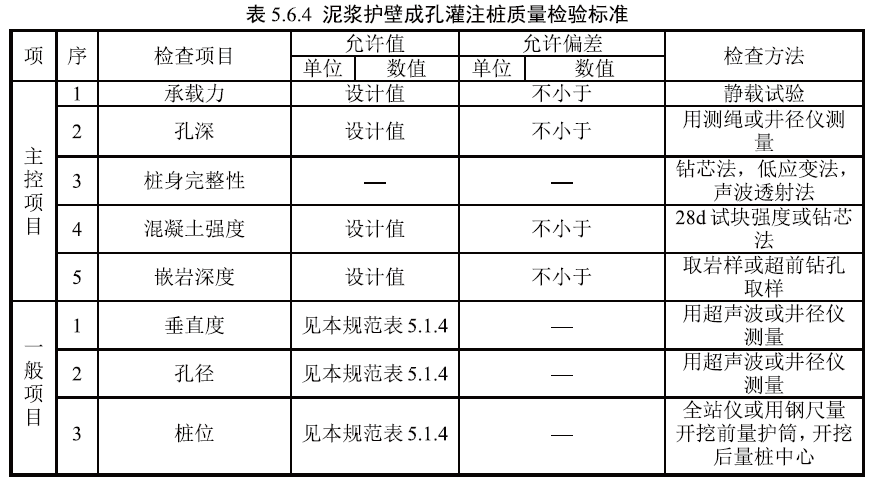 表 5.6.4 泥浆护壁成孔灌注桩质量检验标准
项 序 检查项目 允许值 允许偏差 检查方法
单位 数值 单位 数值
主控项目
1 承载力 设计值 不小于 静载试验
2 孔深 设计值 不小于 用测绳或井径仪测
量
3 桩身完整性 — — 钻芯法，低应变法，
声波透射法
4 混凝土强度 设计值 不小于 28d 试块强度或钻芯
法
5 嵌岩深度 设计值 不小于 取岩样或超前钻孔
取样
一般项目
1 垂直度 见本规范表 5.1.4 — 用超声波或井径仪
测量
2 孔径 见本规范表 5.1.4 — 用超声波或井径仪
测量
3 桩位 见本规范表 5.1.4 — 全站仪或用钢尺量
开挖前量护筒，开挖
后量桩中心